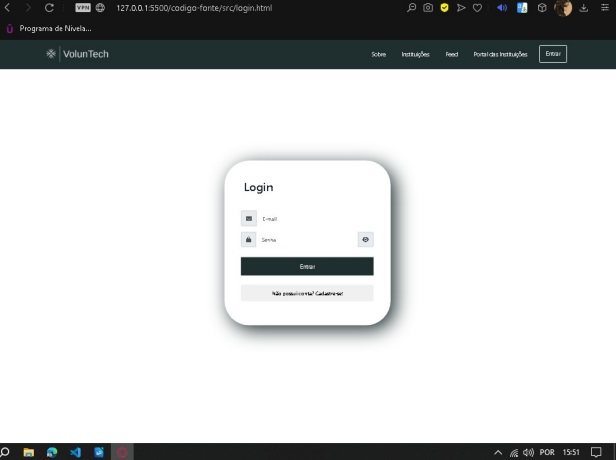 VPN 127.0.0.1:5500/codigo-fonte/src/login.html
Programa de Nivela...
VolunTech Sobre Instituições Feed Portal das Instituições Entrar
Login
E-mail
Senha
Entrar
Não possui conta? Cadastre-se!
POR 15:51